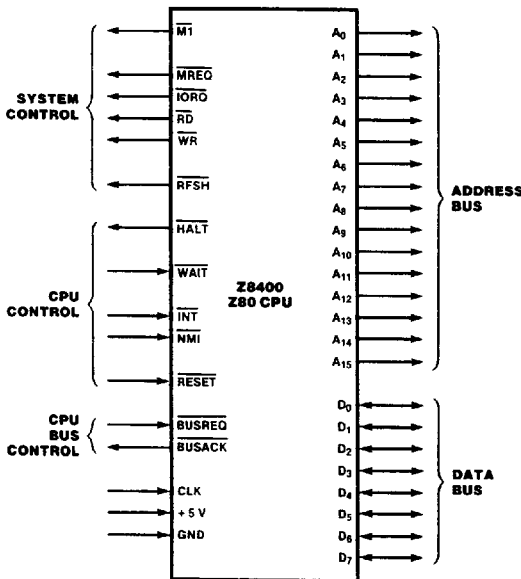 SYSTEM
CONTROL
M1
MREQ
IORQ
RD
WR
RFSH
CPU
CONTROL
HALT
WAIT
INT
NMI
RESET
CPU
BUS
CONTROL
BUSREQ
BUSACK
CLK
+ 5 V
GND
Z8400
Z80 CPU
A0
A1
A2
A3
A4
A5
A6
A7
A8
A9
A10
A11
A12
A13
A14
A15
ADDRESS
BUS
D0
D1
D2
D3
D4
D5
D6
D7
DATA
BUS